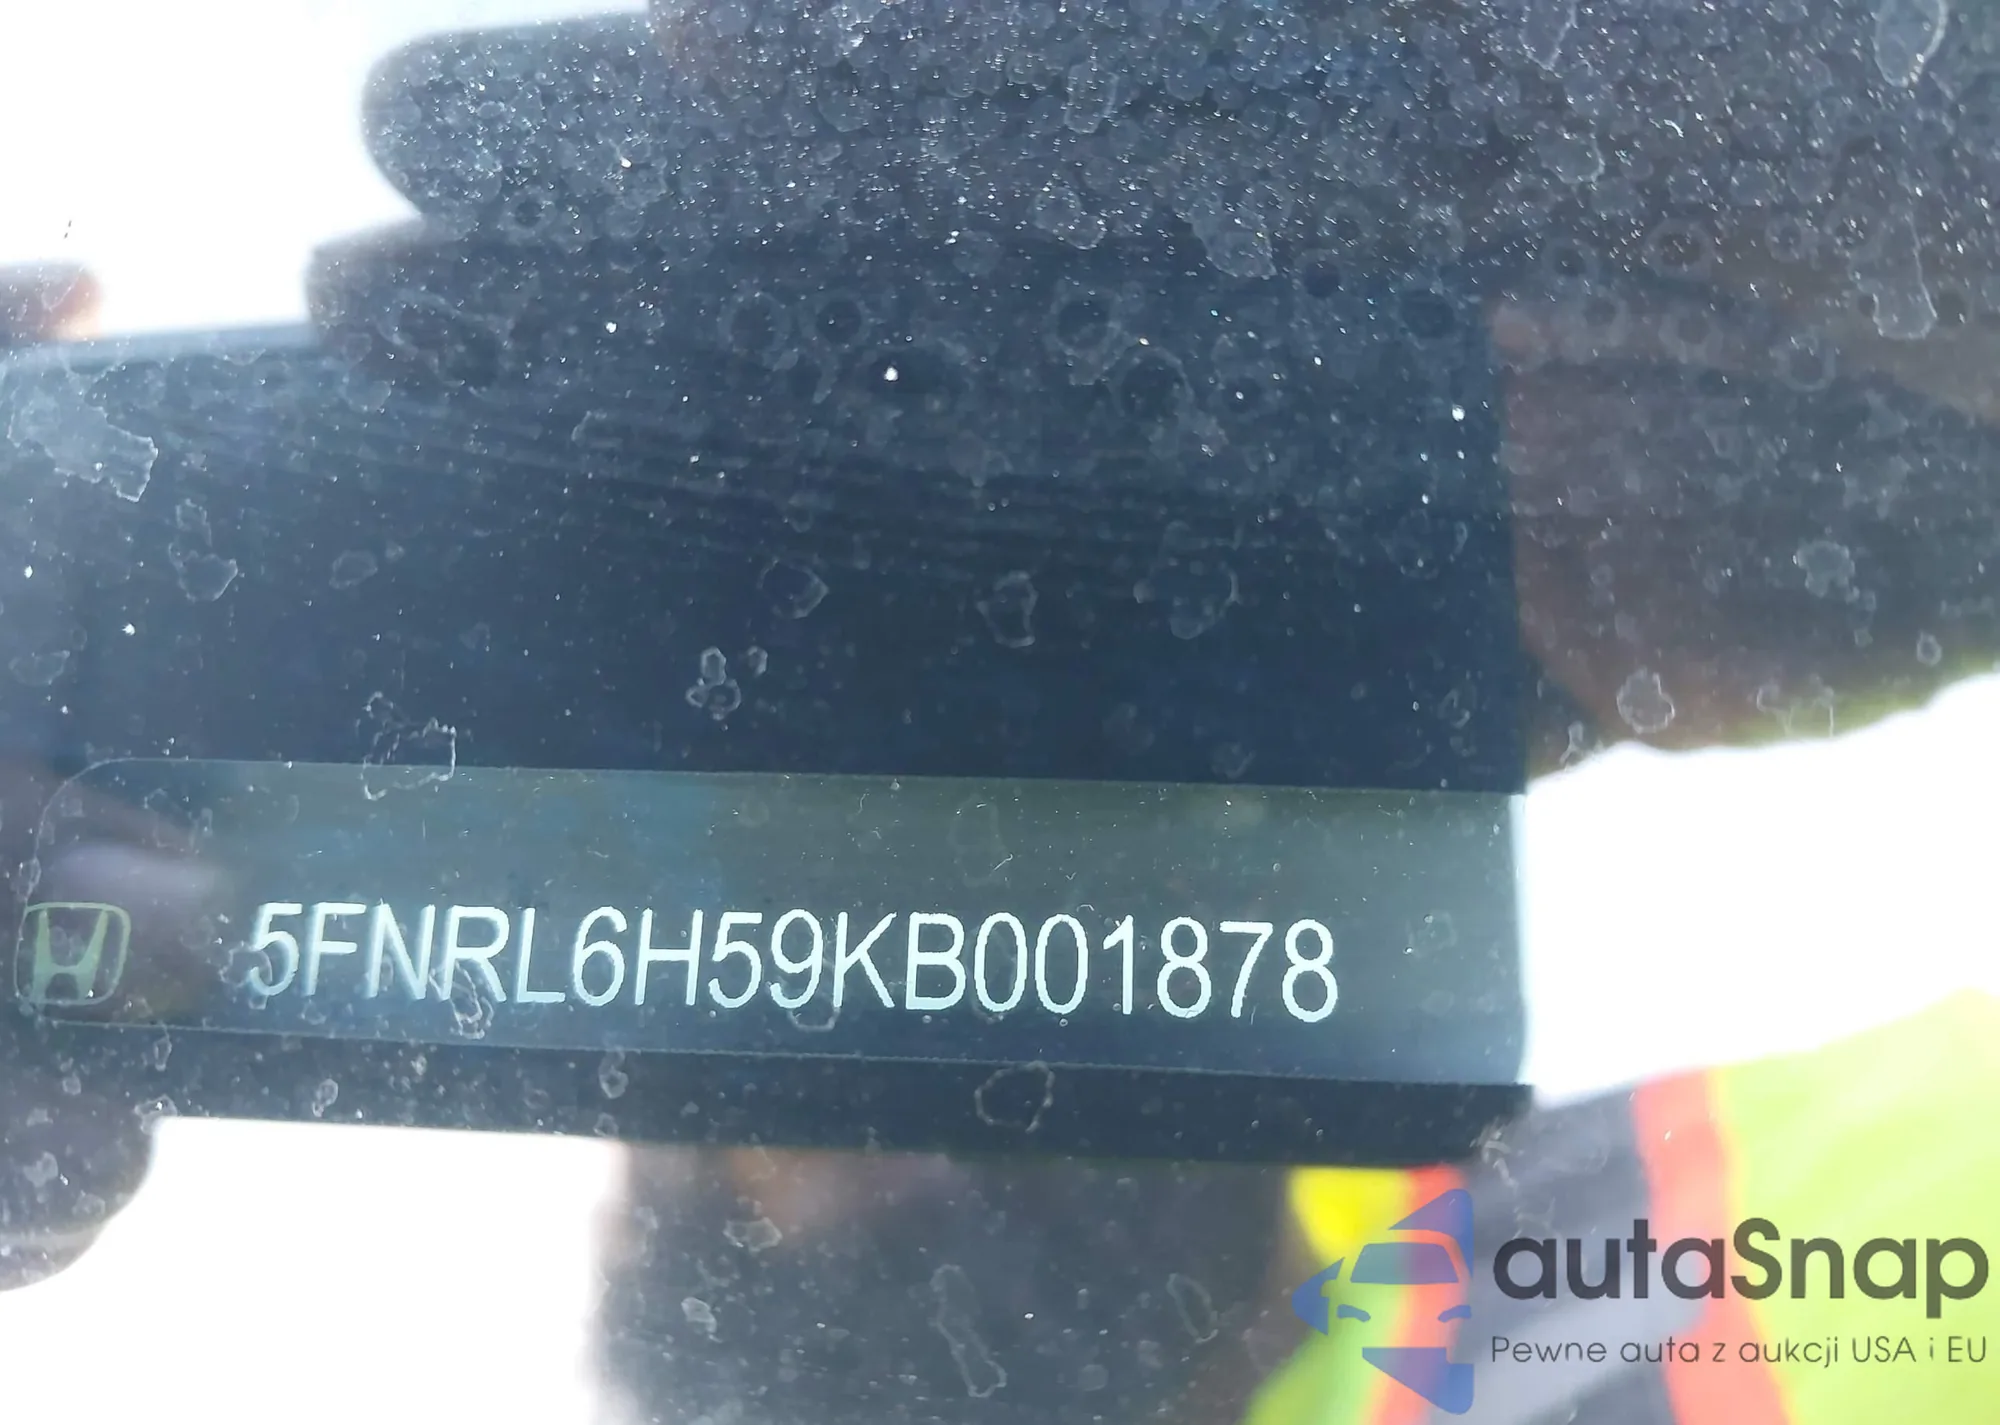 5FNRL6H59KB001878
autaSnap
Pewne auta z aukcji USA i EU